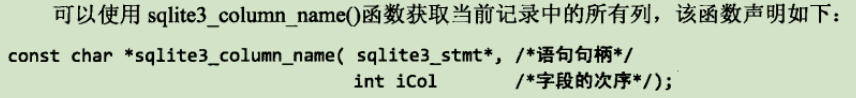 可以使用 sqlite3_column_name()函数获取当前记录中的所有列，该函数声明如下：
const char *sqlite3_column_name( sqlite3_stmt*, /*语句句柄*/
int iCol /*字段的次序*/);